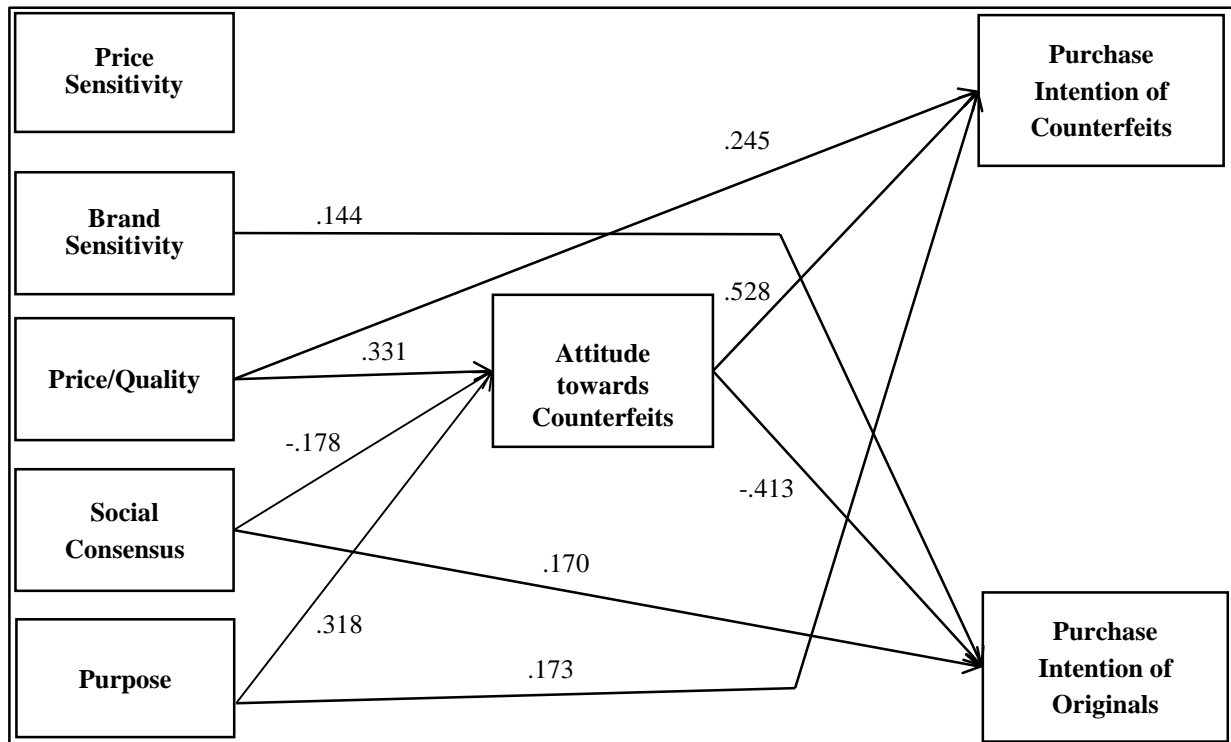 Price
Sensitivity
Purchase
Intention of
Counterfeits
.245
Brand
Sensitivity
.144
.528
Price/Quality
.331
Attitude
towards
Counterfeits
-.178
-.413
Social
Consensus
.170
.318
Purpose
.173
Purchase
Intention of
Originals